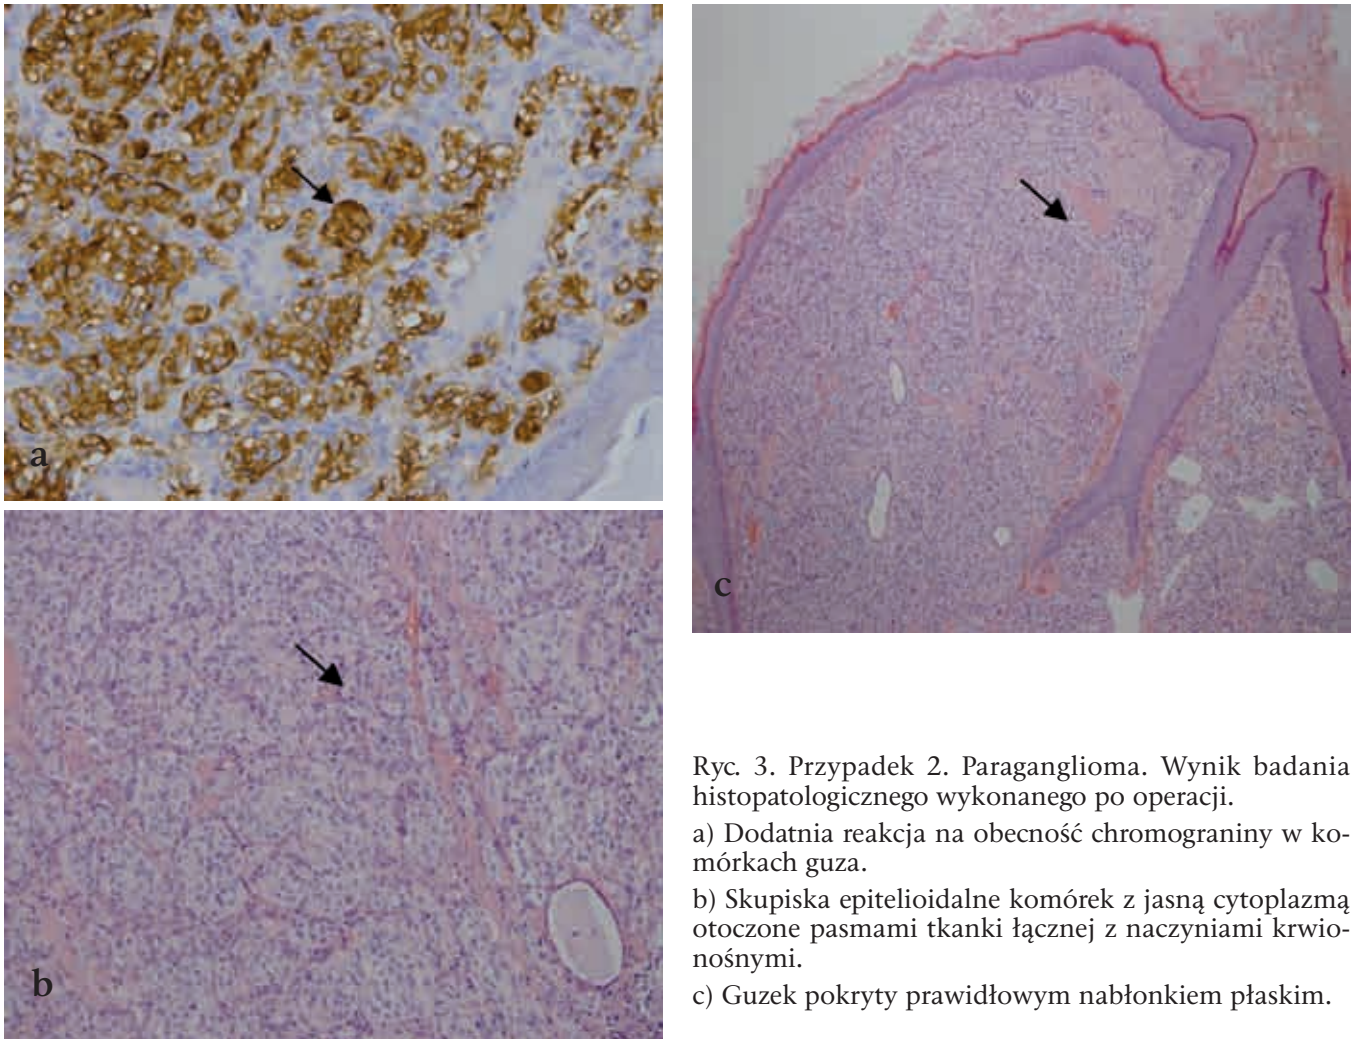 a
b
c
Ryc. 3. Przypadek 2. Paraganglioma. Wynik badania
histopatologicznego wykonanego po operacji.
a) Dodatnia reakcja na obecność chromograniny w ko-
mórkach guza.
b) Skupiska epitelioidalne komórek z jasną cytoplazmą
otoczone pasmami tkanki łącznej z naczyniami krwio-
nośnymi.
c) Guzek pokryty prawidłowym nabłonkiem płaskim.